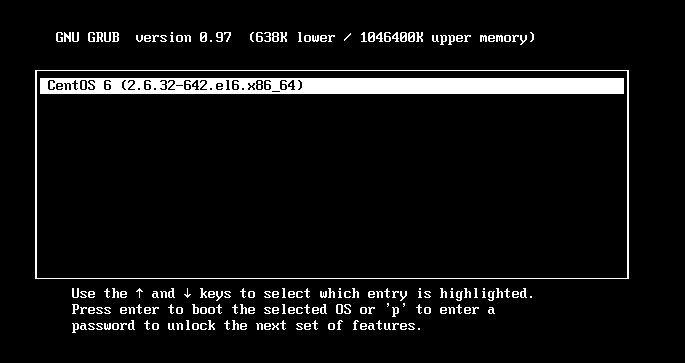 GNU GRUB  version 0.97  (638K lower / 1046400K upper memory)
CentOS 6 (2.6.32-642.el6.x86_64)
Use the ↑ and ↓ keys to select which entry is highlighted.
Press enter to boot the selected OS or 'p' to enter a
password to unlock the next set of features.